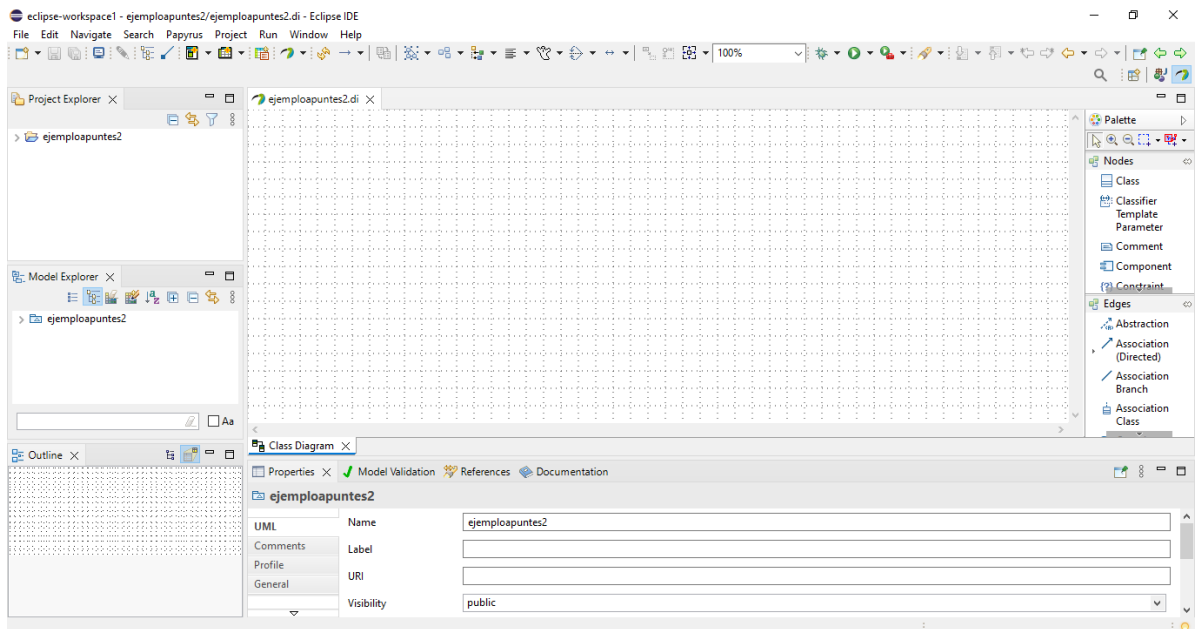 eclipse-workspace1 - ejemploapuntes2/ejemploapuntes2.di - Eclipse IDE
File Edit Navigate Search Papyrus Project Run Window Help
100%
Project Explorer
ejemploapuntes2
ejemploapuntes2.di
Palette
Nodes
Class
Classifier
Template
Parameter
Comment
Component
Constraint
Edges
Abstraction
Association
(Directed)
Association
Branch
Association
Class
Model Explorer
ejemploapuntes2
Aa
Outline
Class Diagram
Properties Model Validation References Documentation
ejemploapuntes2
UML
Comments
Profile
General
Name ejemploapuntes2
Label
URI
Visibility public